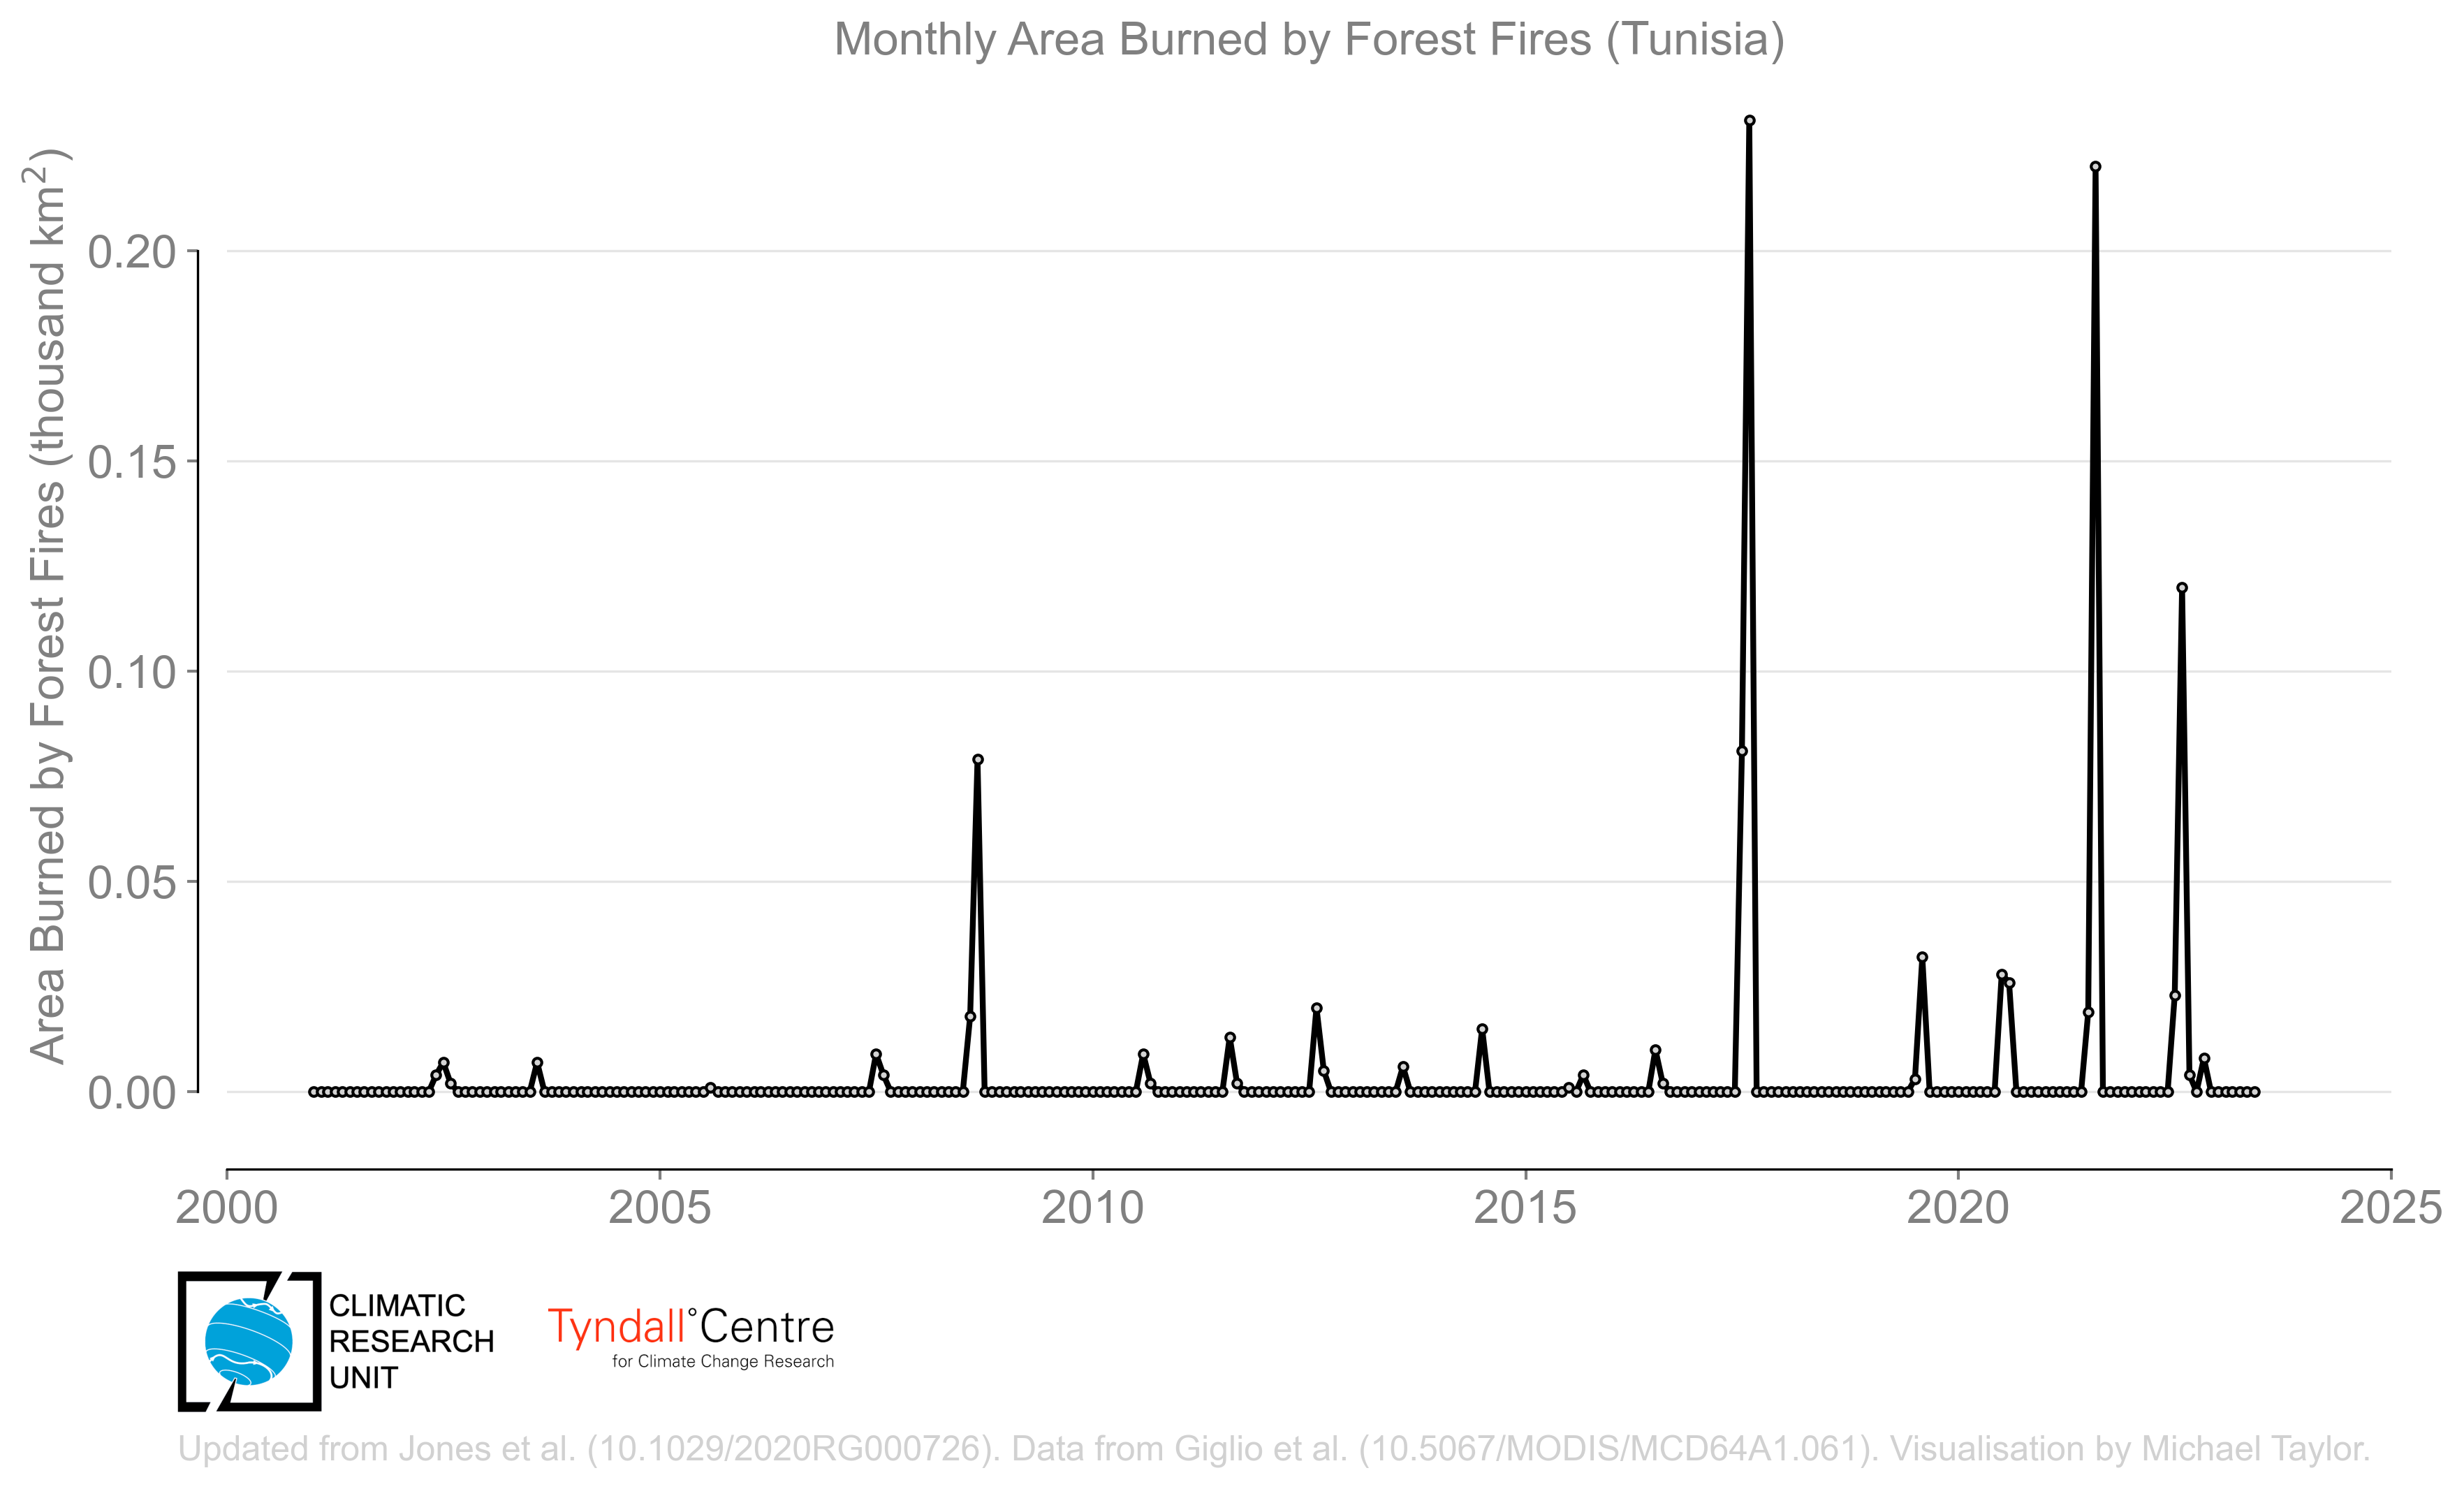 Monthly Area Burned by Forest Fires (Tunisia)
Area Burned by Forest Fires (thousand km²)
0.20
0.15
0.10
0.05
0.00
2000 2005 2010 2015 2020 2025
CLIMATIC
RESEARCH
UNIT
Tyndall°Centre
for Climate Change Research
Updated from Jones et al. (10.1029/2020RG000726). Data from Giglio et al. (10.5067/MODIS/MCD64A1.061). Visualisation by Michael Taylor.